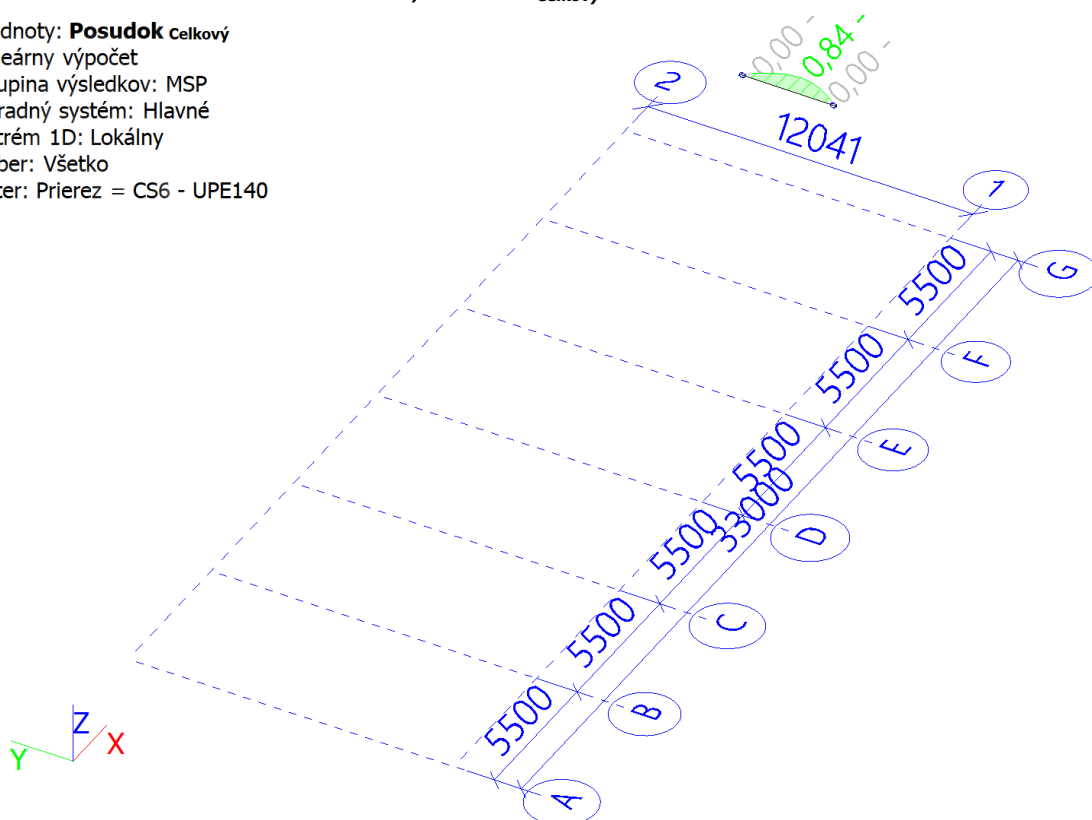 dnoty: Posudok Celkový
eárny výpočet
upina výsledkov: MSP
radný systém: Hlavné
trém 1D: Lokálny
ber: Všetko
ter: Prierez = CS6 - UPE140
Celkový
0,00 -
0,84 -
0,00 -
2
12041
1
G
5500
F
5500
E
5500
33000
D
5500
C
5500
B
5500
A
Z
X
Y